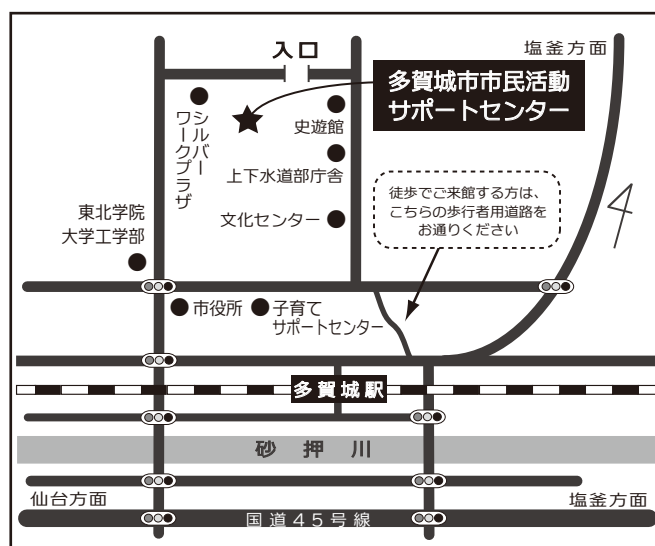 入口
塩釜方面
多賀城市市民活動
サポートセンター
シルバー
ワークプラザ
史遊館
上下水道部庁舎
徒歩でご来館する方は、
こちらの歩行者用道路を
お通りください
東北学院
大学工学部
文化センター
市役所
子育て
サポートセンター
多賀城駅
砂押川
仙台方面
塩釜方面
国道45号線